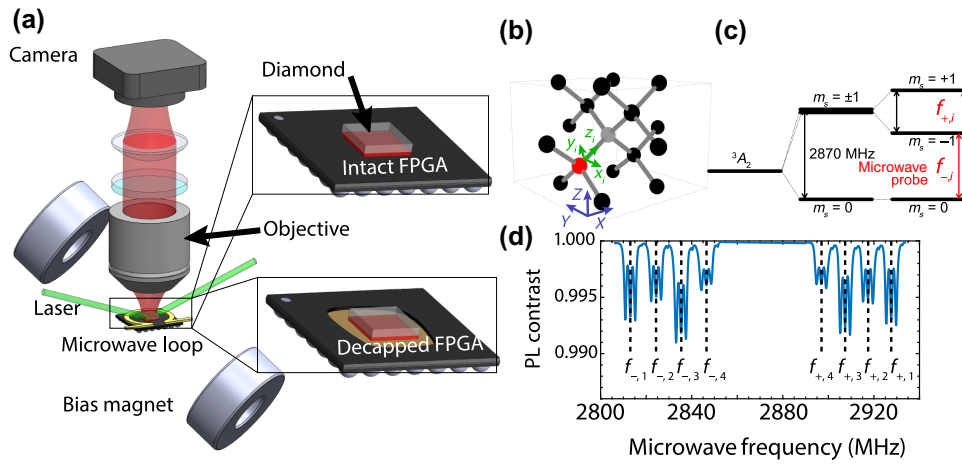 (a)
Camera
Diamond
Intact FPGA
Objective
Laser
Microwave loop
Decapped FPGA
Bias magnet
(b)
y_i
z_i
x_i
Z
Y
X
(c)
m_s = +1
m_s = ±1
f_{+,i}
m_s = −1
³A₂
2870 MHz
Microwave
probe
f_{−,i}
m_s = 0
m_s = 0
(d)
1.000
0.995
0.990
PL contrast
f_{−,1}
f_{−,2}
f_{−,3}
f_{−,4}
f_{+,4}
f_{+,3}
f_{+,2}
f_{+,1}
2800
2840
2880
2920
Microwave frequency (MHz)